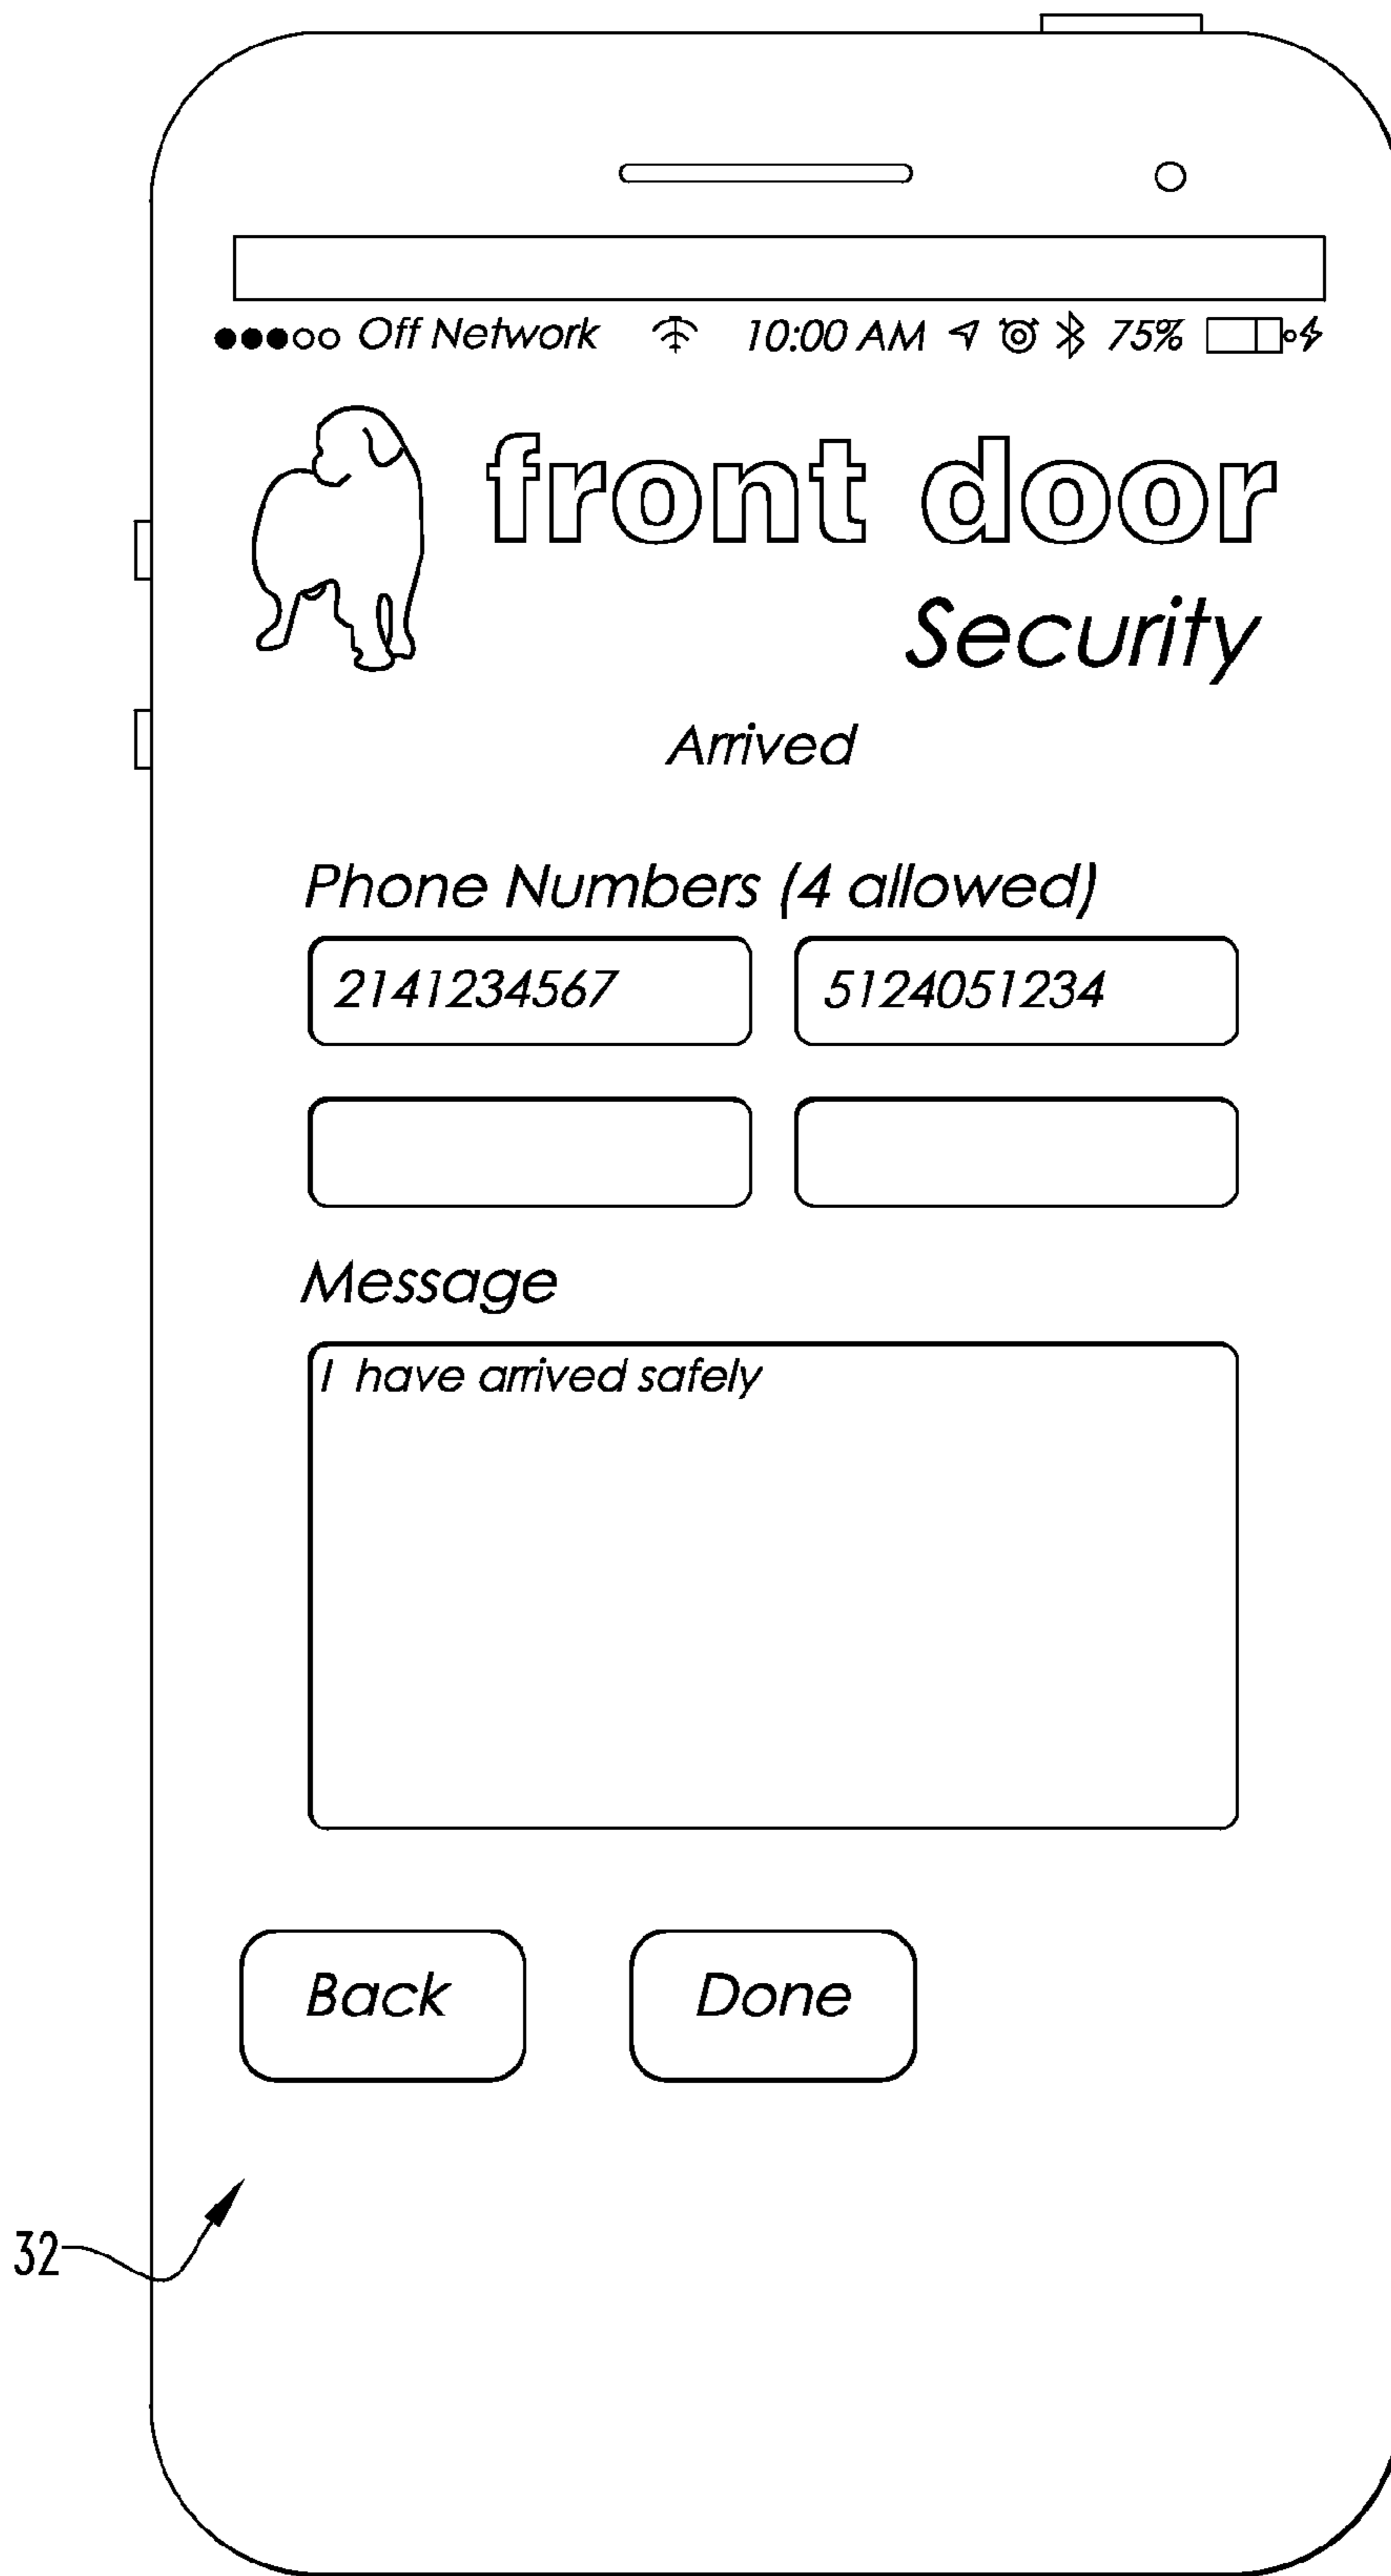 Off Network 10:00 AM 75%
front door
Security
Arrived
Phone Numbers (4 allowed)
2141234567 5124051234
Message
I have arrived safely
Back Done
32